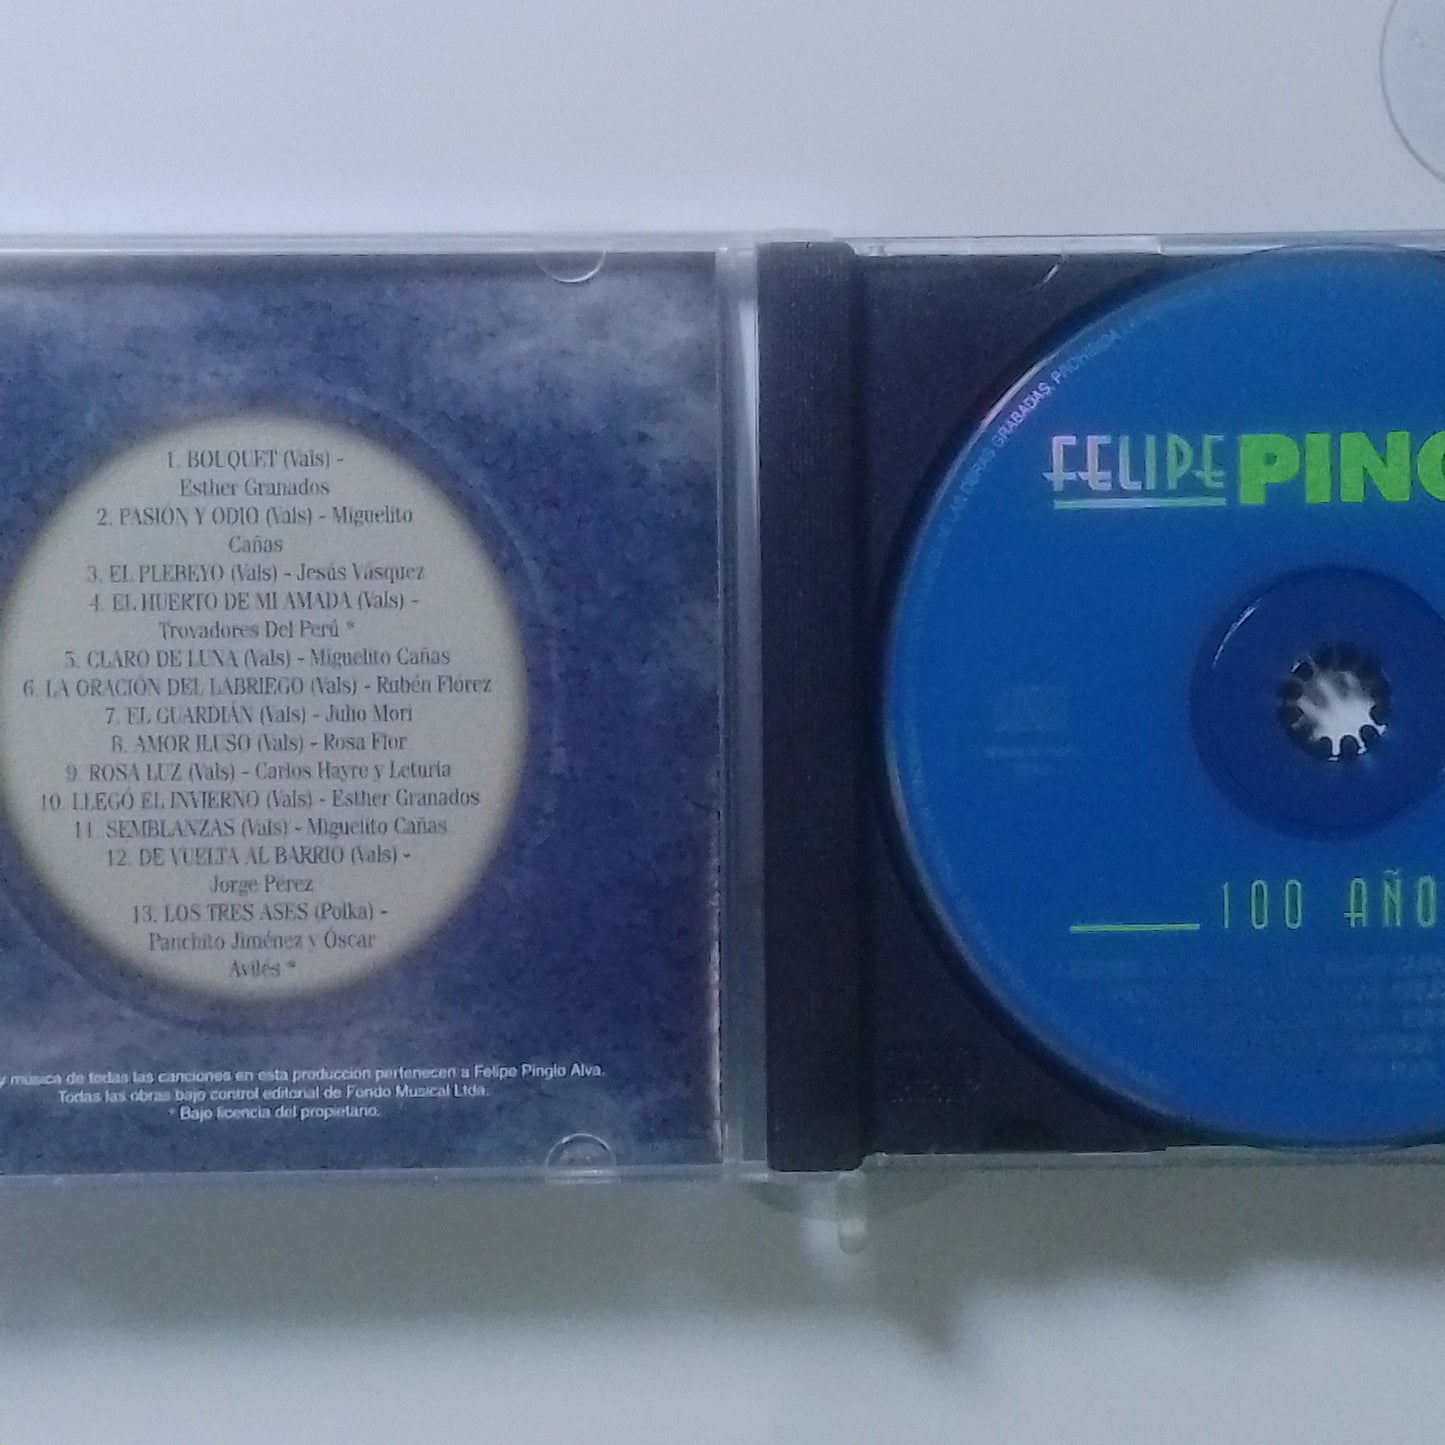 1. BOUQUET (Vals) -
Esther Granados
2. PASIÓN Y ODIO (Vals) - Miguelito
Cañas
3. EL PLEBEYO (Vals) - Jesús Vásquez
4. EL HUERTO DE MI AMADA (Vals) -
Trovadores Del Perú *
5. CLARO DE LUNA (Vals) - Miguelito Cañas
6. LA ORACIÓN DEL LABRIEGO (Vals) - Rubén Flórez
7. EL GUARDIÁN (Vals) - Julio Mori
8. AMOR ILUSO (Vals) - Rosa Flor
9. ROSA LUZ (Vals) - Carlos Hayre y Leturia
10. LLEGÓ EL INVIERNO (Vals) - Esther Granados
11. SEMBLANZAS (Vals) - Miguelito Cañas
12. DE VUELTA AL BARRIO (Vals) -
Jorge Pérez
13. LOS TRES ASES (Polka) -
Panchito Jiménez y Óscar
Avilés *
y música de todas las canciones en esta producción pertenecen a Felipe Pinglo Alva.
Todas las obras bajo control editorial de Fondo Musical Ltda.
* Bajo licencia del propietario.
LAS OBRAS GRABADAS. PROHIBIDA
FELIPE PING
100 AÑO